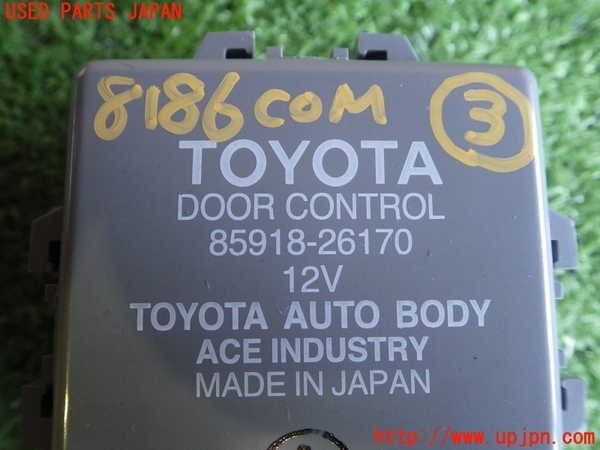 USED PARTS JAPAN
8186COM ③
TOYOTA
DOOR CONTROL
85918-26170
12V
TOYOTA AUTO BODY
ACE INDUSTRY
MADE IN JAPAN
http://www.upjpn.com